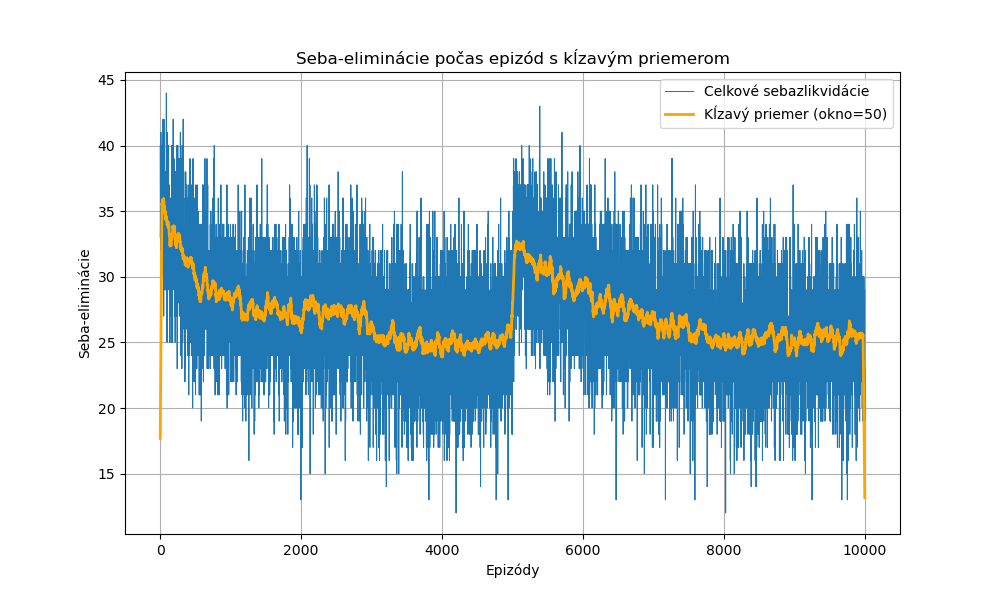 Seba-eliminácie počas epizód s kĺzavým priemerom
Celkové sebazlikvidácie
Kĺzavý priemer (okno=50)
Seba-eliminácie
45
40
35
30
25
20
15
0
2000
4000
6000
8000
10000
Epizódy